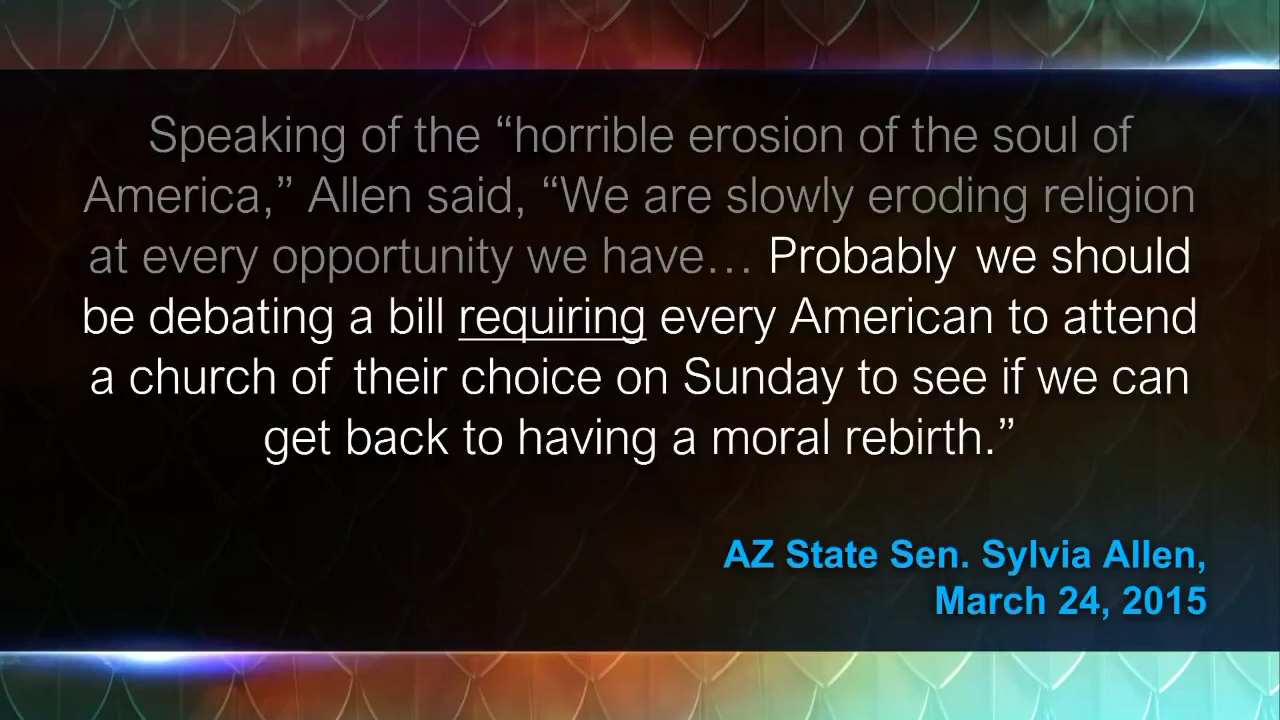 Speaking of the “horrible erosion of the soul of
America,” Allen said, “We are slowly eroding religion
at every opportunity we have… Probably we should
be debating a bill requiring every American to attend
a church of their choice on Sunday to see if we can
get back to having a moral rebirth.”
AZ State Sen. Sylvia Allen,
March 24, 2015